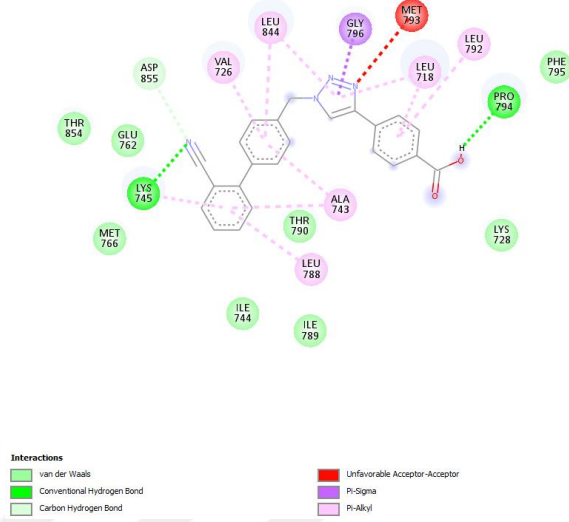 MET
793
LEU
844
GLY
796
LEU
792
VAL
726
LEU
718
PHE
795
ASP
855
N
N
N
N
PRO
794
THR
854
GLU
762
H
O
O
LYS
745
ALA
743
MET
766
THR
790
LYS
728
LEU
788
ILE
744
ILE
789
Interactions
van der Waals
Conventional Hydrogen Bond
Carbon Hydrogen Bond
Unfavorable Acceptor-Acceptor
Pi-Sigma
Pi-Alkyl